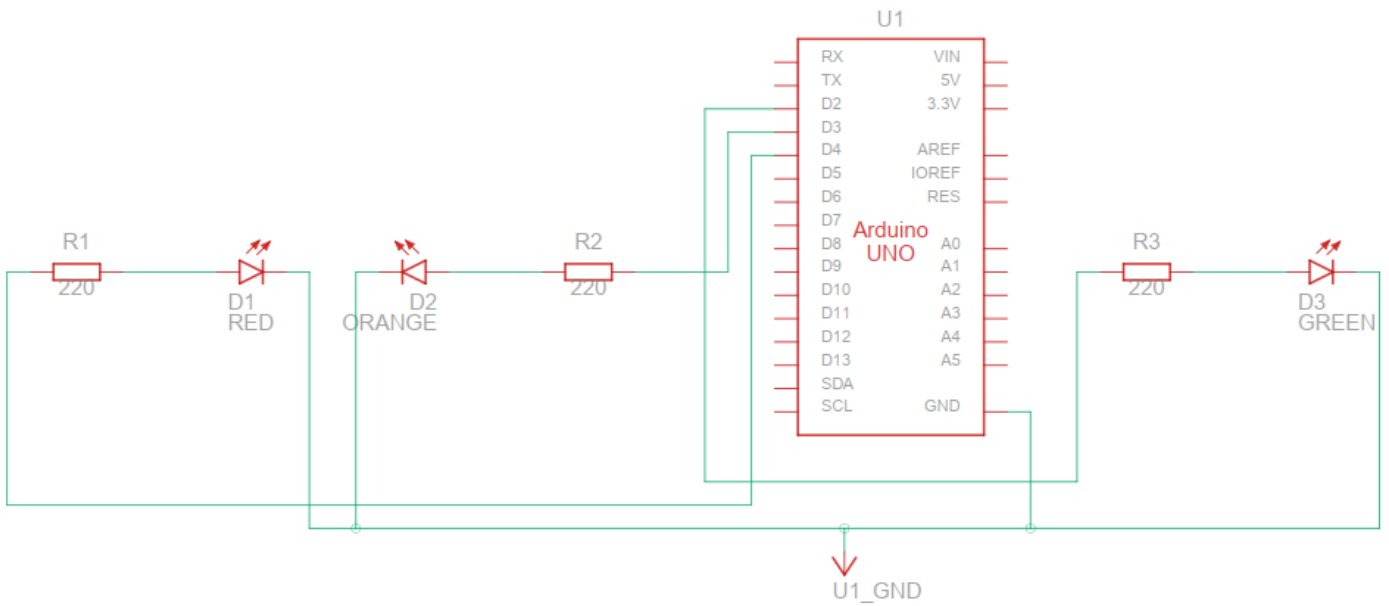 U1
RX
VIN
TX
5V
D2
3.3V
D3
D4
AREF
D5
IOREF
D6
RES
D7
Arduino
UNO
D8
A0
D9
A1
D10
A2
D11
A3
D12
A4
D13
A5
SDA
SCL
GND
R1
220
D1
RED
D2
ORANGE
R2
220
R3
220
D3
GREEN
U1_GND